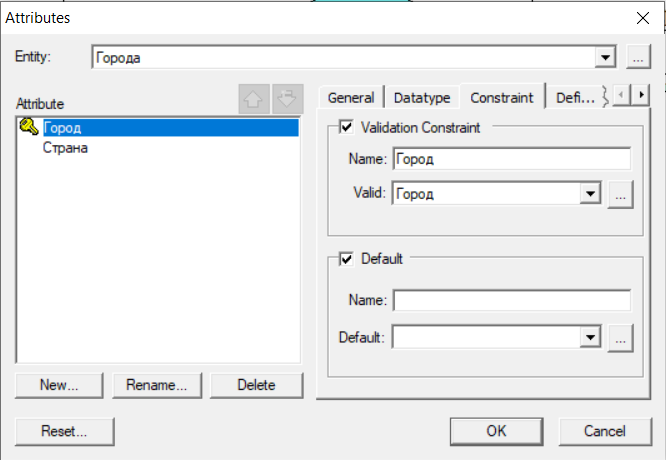 Attributes
Entity: Города ...
Attribute
Город
Страна
New... Rename... Delete
General Datatype Constraint Defi...
Validation Constraint
Name: Город
Valid: Город ...
Default
Name:
Default: ...
Reset... OK Cancel